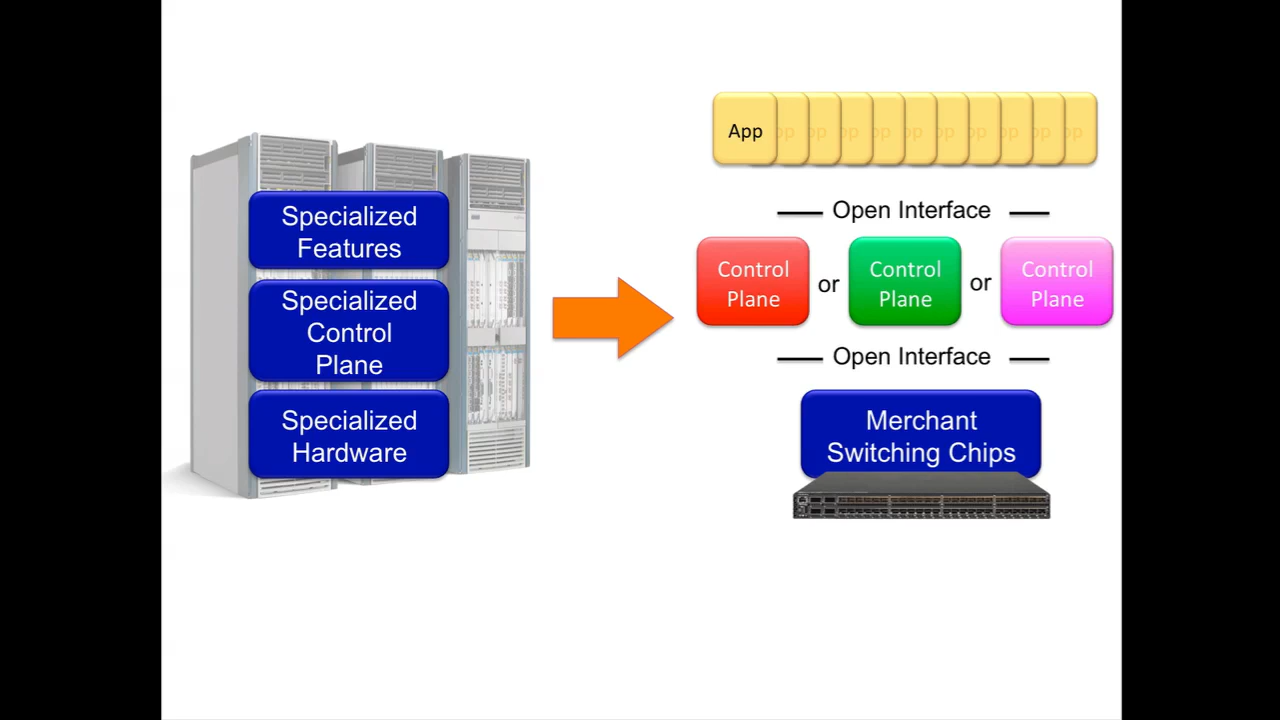 Specialized
Features
Specialized
Control
Plane
Specialized
Hardware
App
Open Interface
Control
Plane
or
Control
Plane
or
Control
Plane
Open Interface
Merchant
Switching Chips